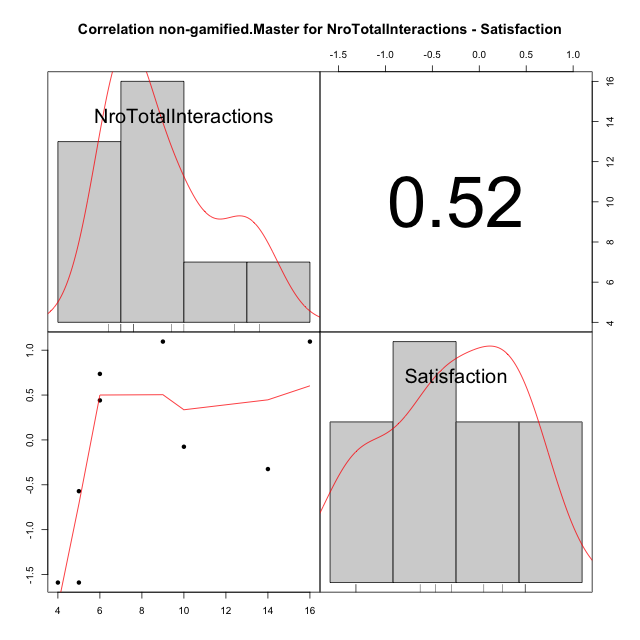 Correlation non-gamified.Master for NroTotalInteractions - Satisfaction
-1.5 -1.0 -0.5 0.0 0.5 1.0
NroTotalInteractions
0.52
16
14
12
10
8
6
4
1.0
0.5
0.0
-0.5
-1.0
-1.5
Satisfaction
4 6 8 10 12 14 16